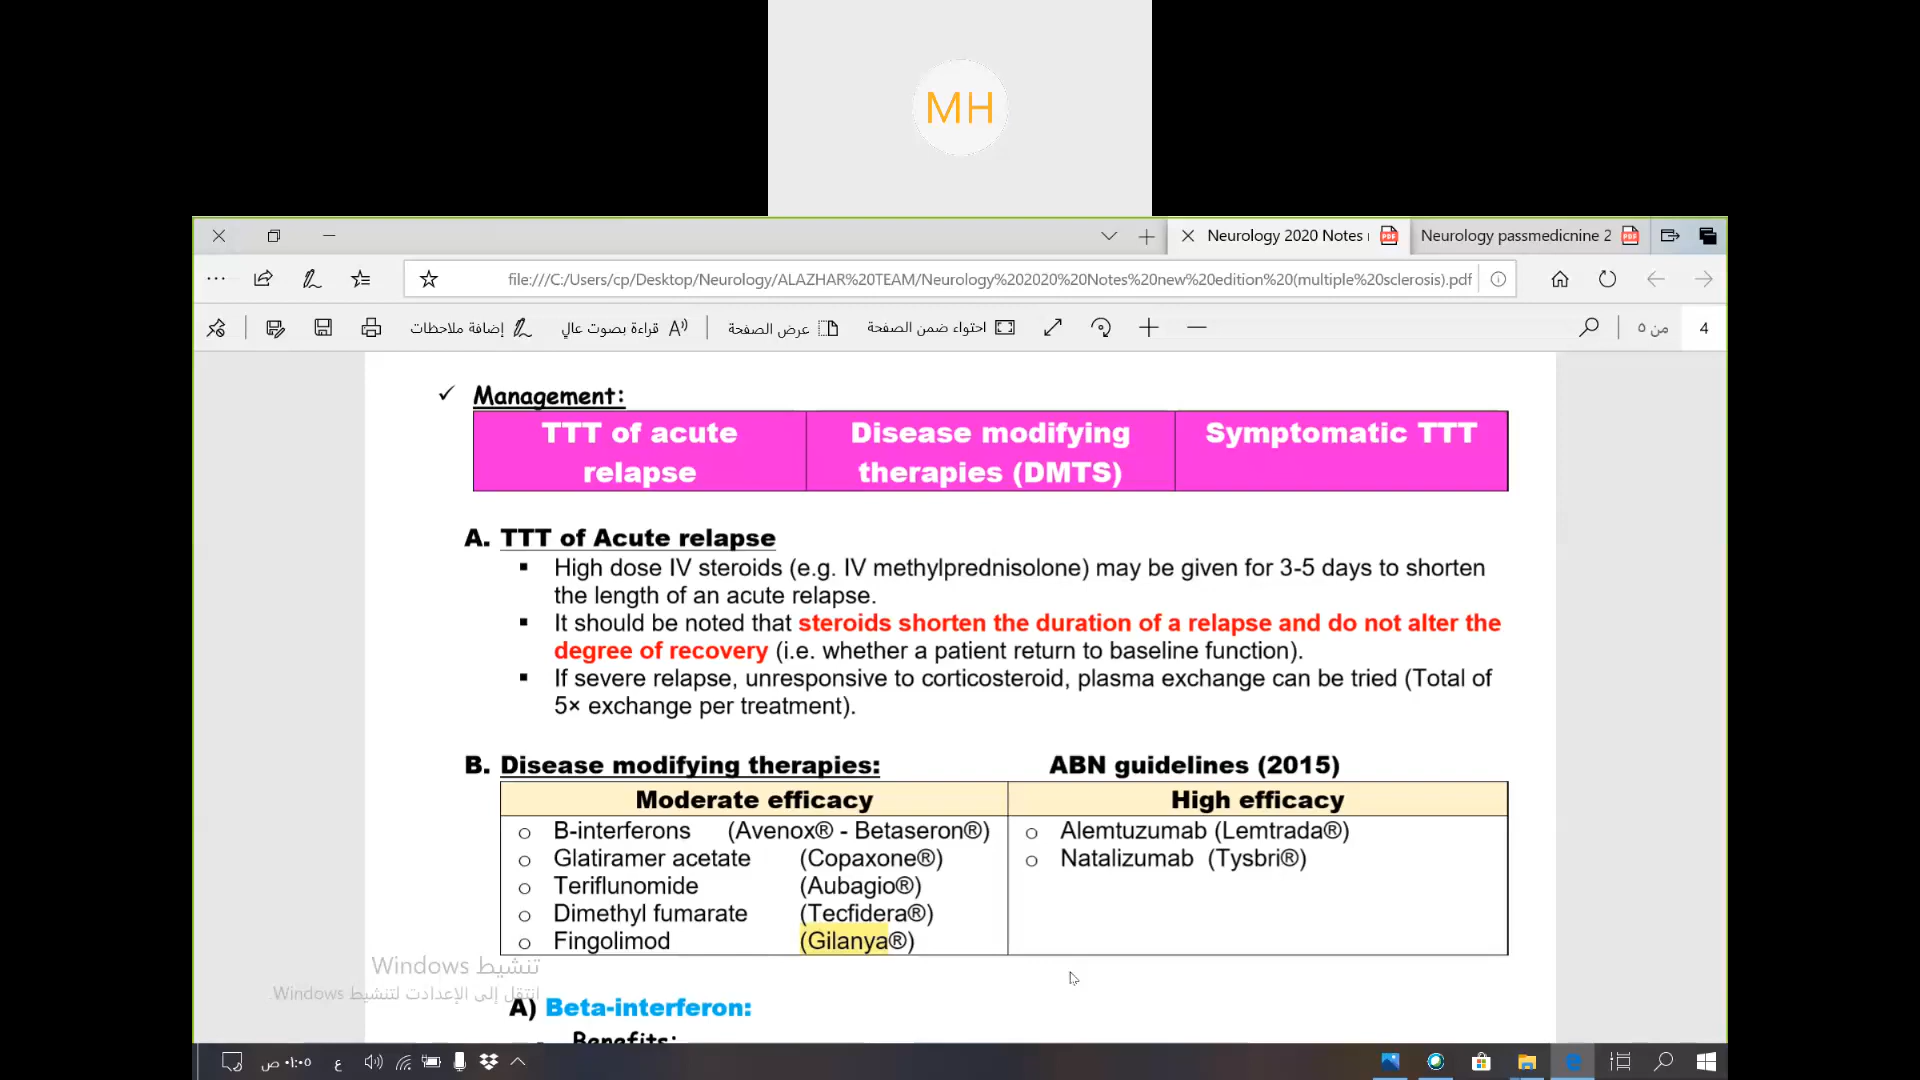 MH
Neurology 2020 Notes
Neurology passmedicnine 2
file:///C:/Users/cp/Desktop/Neurology/ALAZHAR%20TEAM/Neurology%202020%20Notes%20new%20edition%20(multiple%20sclerosis).pdf
إضافة ملاحظات
قراءة بصوت عالٍ
عرض الصفحة
احتواء ضمن الصفحة
4 من ٥
✓ Management:
TTT of acute relapse
Disease modifying therapies (DMTS)
Symptomatic TTT
A. TTT of Acute relapse
▪ High dose IV steroids (e.g. IV methylprednisolone) may be given for 3-5 days to shorten
the length of an acute relapse.
▪ It should be noted that steroids shorten the duration of a relapse and do not alter the
degree of recovery (i.e. whether a patient return to baseline function).
▪ If severe relapse, unresponsive to corticosteroid, plasma exchange can be tried (Total of
5× exchange per treatment).
B. Disease modifying therapies: ABN guidelines (2015)
Moderate efficacy
High efficacy
o B-interferons (Avenox® - Betaseron®)
o Glatiramer acetate (Copaxone®)
o Teriflunomide (Aubagio®)
o Dimethyl fumarate (Tecfidera®)
o Fingolimod (Gilanya®)
o Alemtuzumab (Lemtrada®)
o Natalizumab (Tysbri®)
تنشيط Windows
انتقل إلى الإعدادات لتنشيط Windows.
A) Beta-interferon:
Benefits:
ع
٠١:٠٥ ص